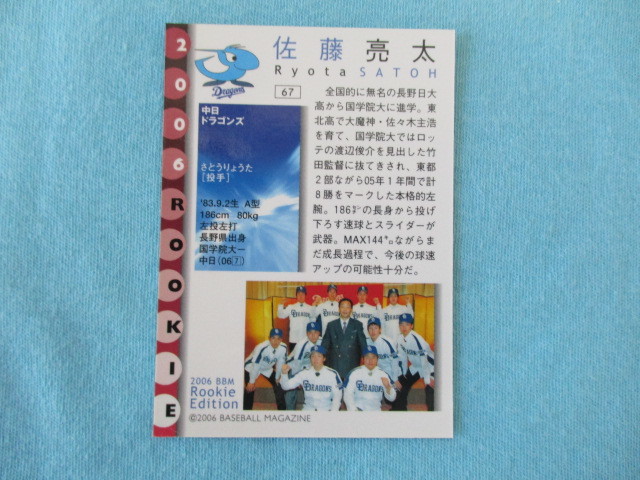 2006 ROOKIE
Dragons
佐藤亮太
Ryota SATOH
67
中日
ドラゴンズ
さとうりょうた
[投手]
'83.9.2生 A型
186cm 80kg
左投左打
長野県出身
国学院大ー
中日(06⑦)
全国的に無名の長野日大
高から国学院大に進学。東
北高で大魔神・佐々木主浩
を育て、国学院大ではロッ
テの渡辺俊介を見出した竹
田監督に抜てきされ、東都
2部ながら05年1年間で計
8勝をマークした本格的左
腕。186㌢の長身から投げ
下ろす速球とスライダーが
武器。MAX144㌔ながらま
だ成長過程で、今後の球速
アップの可能性十分だ。
DRAGONS
2006 BBM
Rookie
Edition
©2006 BASEBALL MAGAZINE